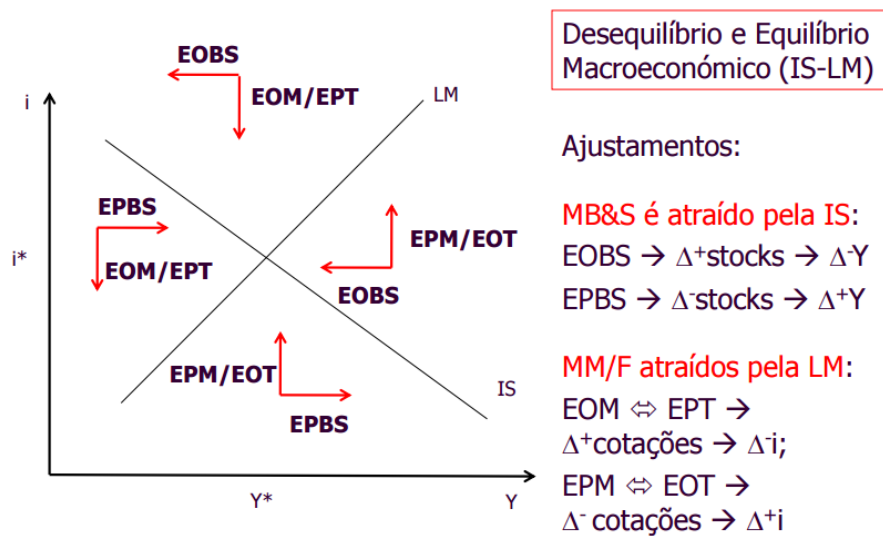 EOBS
EOM/EPT
i
LM
EPBS
EOM/EPT
i*
EPM/EOT
EOBS
EPM/EOT
EPBS
IS
Y*
Y
Desequilíbrio e Equilíbrio
Macroeconómico (IS-LM)
Ajustamentos:
MB&S é atraído pela IS:
EOBS → Δ⁺stocks → Δ⁻Y
EPBS → Δ⁻stocks → Δ⁺Y
MM/F atraídos pela LM:
EOM ⇔ EPT →
Δ⁺cotações → Δ⁻i;
EPM ⇔ EOT →
Δ⁻ cotações → Δ⁺i